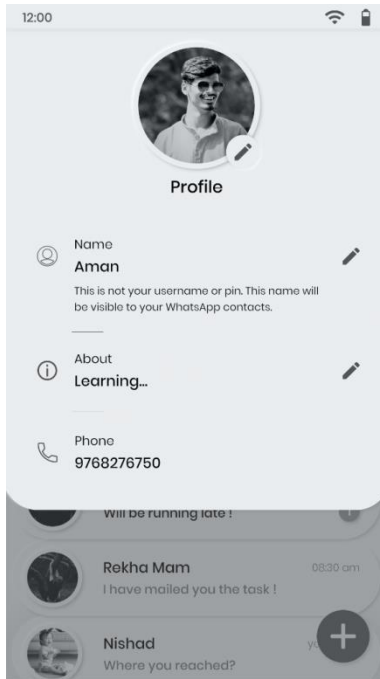 12:00
Profile
Name
Aman
This is not your username or pin. This name will
be visible to your WhatsApp contacts.
About
Learning...
Phone
9768276750
Will be running late !
Rekha Mam
08:30 am
I have mailed you the task !
Nishad
Where you reached?